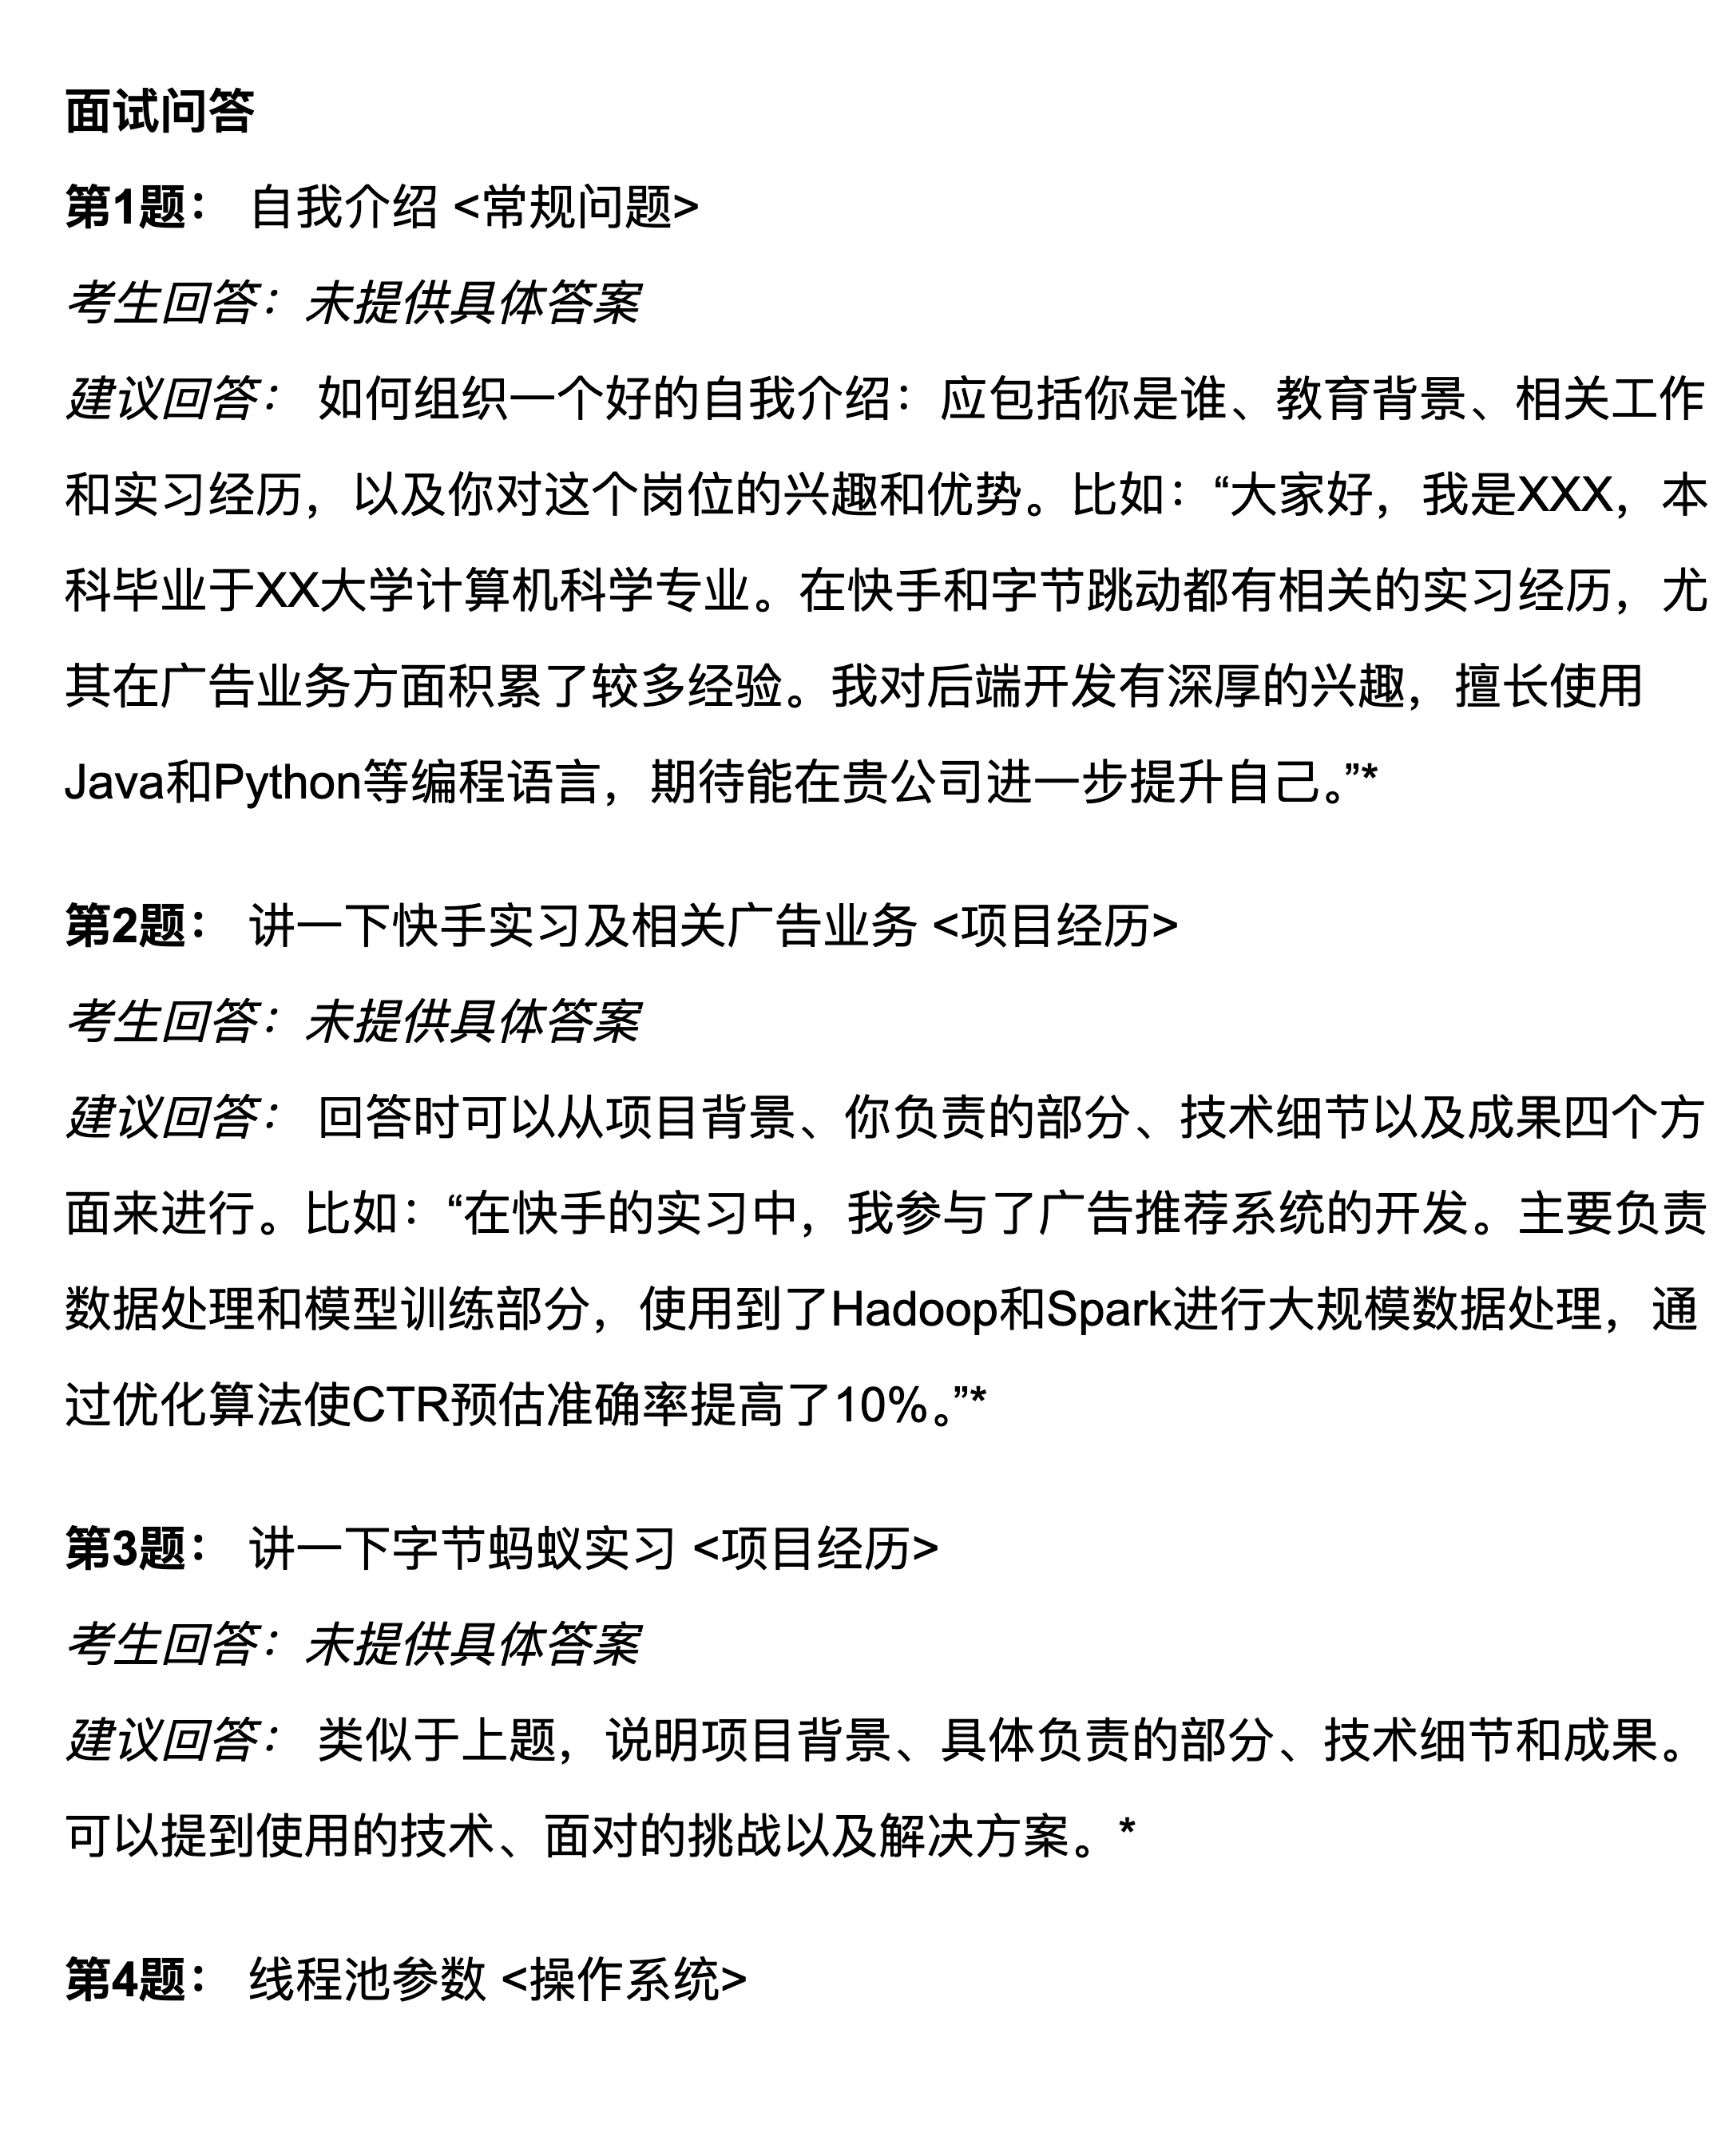 面试问答
第1题： 自我介绍 <常规问题>
考生回答：未提供具体答案
建议回答： 如何组织一个好的自我介绍：应包括你是谁、教育背景、相关工作
和实习经历，以及你对这个岗位的兴趣和优势。比如：“大家好，我是XXX，本
科毕业于XX大学计算机科学专业。在快手和字节跳动都有相关的实习经历，尤
其在广告业务方面积累了较多经验。我对后端开发有深厚的兴趣，擅长使用
Java和Python等编程语言，期待能在贵公司进一步提升自己。”*
第2题： 讲一下快手实习及相关广告业务 <项目经历>
考生回答：未提供具体答案
建议回答： 回答时可以从项目背景、你负责的部分、技术细节以及成果四个方
面来进行。比如：“在快手的实习中，我参与了广告推荐系统的开发。主要负责
数据处理和模型训练部分，使用到了Hadoop和Spark进行大规模数据处理，通
过优化算法使CTR预估准确率提高了10%。”*
第3题： 讲一下字节蚂蚁实习 <项目经历>
考生回答：未提供具体答案
建议回答： 类似于上题，说明项目背景、具体负责的部分、技术细节和成果。
可以提到使用的技术、面对的挑战以及解决方案。*
第4题： 线程池参数 <操作系统>